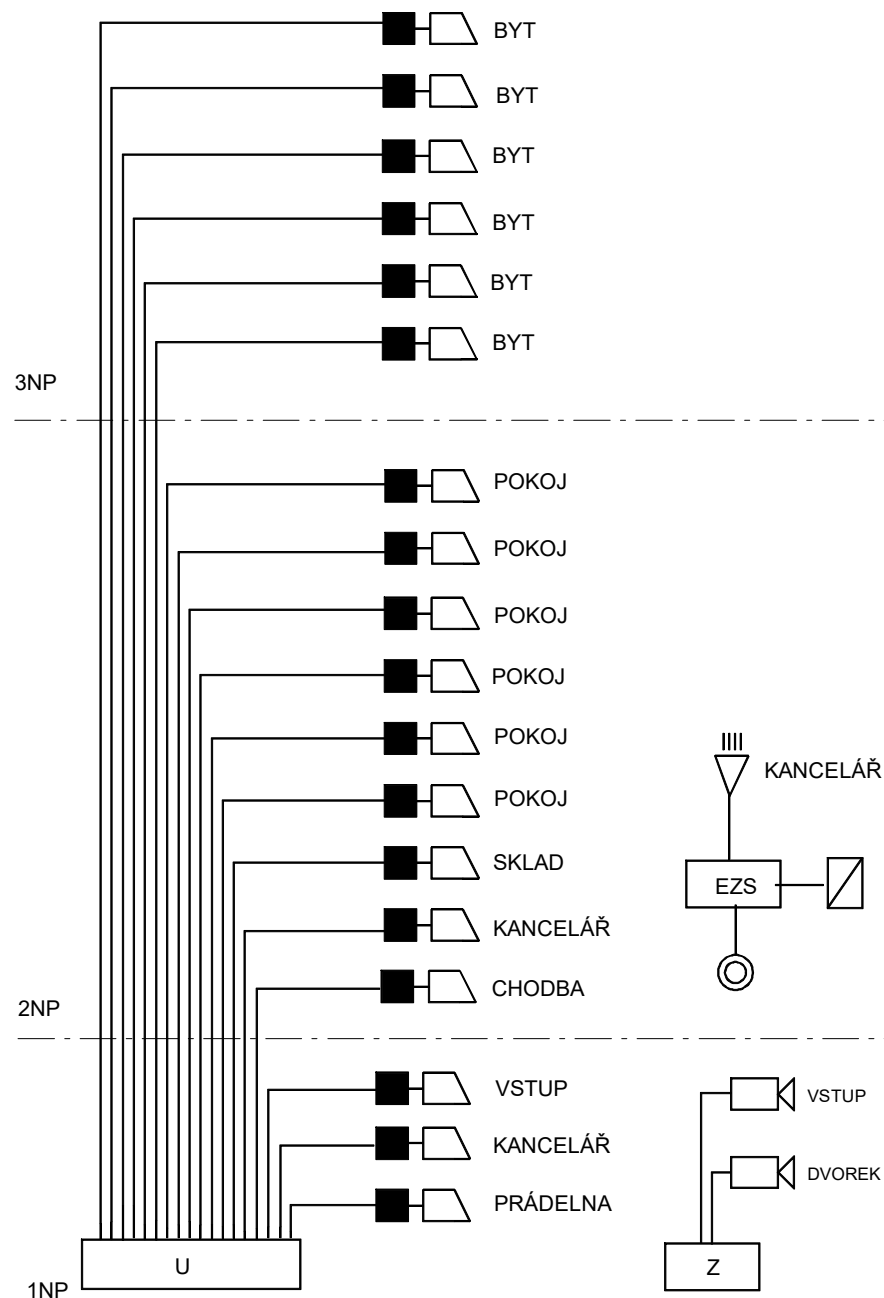 BYT
BYT
BYT
BYT
BYT
BYT
3NP
POKOJ
POKOJ
POKOJ
POKOJ
POKOJ
POKOJ
SKLAD
KANCELÁŘ
CHODBA
KANCELÁŘ
EZS
2NP
VSTUP
KANCELÁŘ
PRÁDELNA
VSTUP
DVOREK
U
Z
1NP